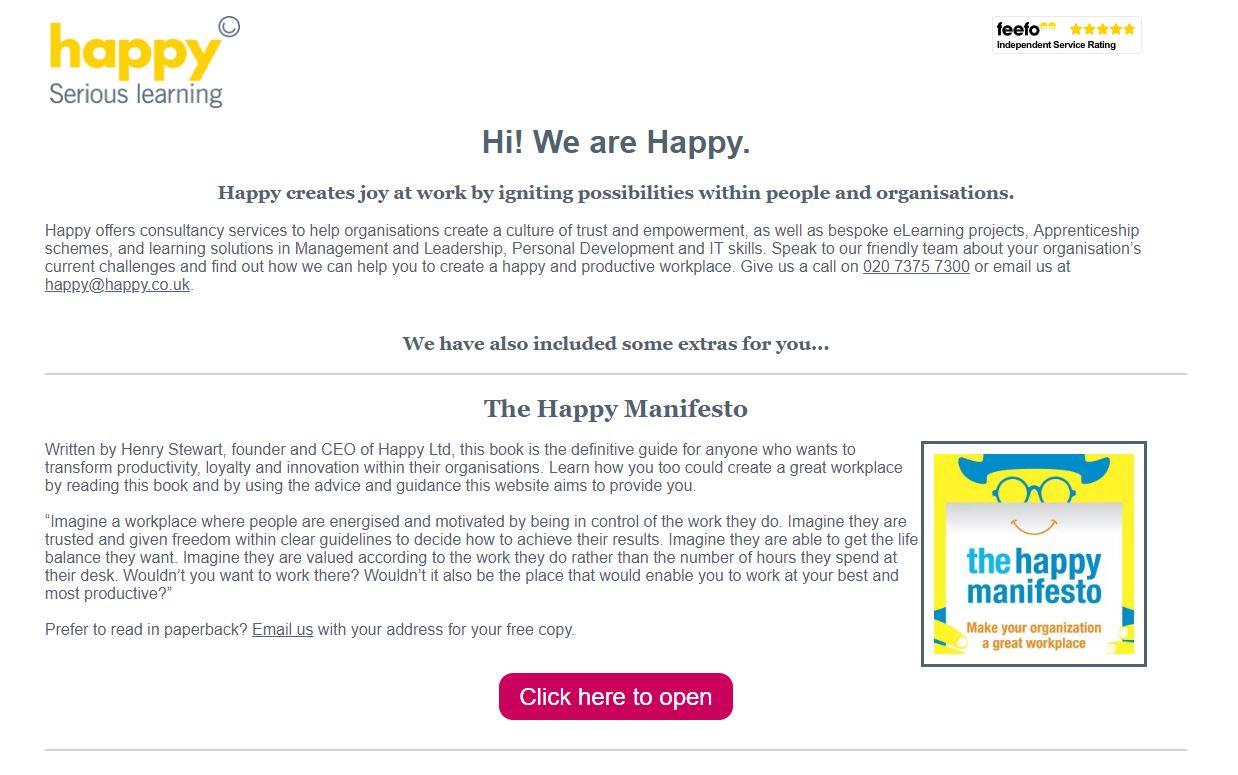 happy
Serious learning
feefo
Independent Service Rating
Hi! We are Happy.
Happy creates joy at work by igniting possibilities within people and organisations.
Happy offers consultancy services to help organisations create a culture of trust and empowerment, as well as bespoke eLearning projects, Apprenticeship
schemes, and learning solutions in Management and Leadership, Personal Development and IT skills. Speak to our friendly team about your organisation’s
current challenges and find out how we can help you to create a happy and productive workplace. Give us a call on 020 7375 7300 or email us at
happy@happy.co.uk.
We have also included some extras for you...
The Happy Manifesto
Written by Henry Stewart, founder and CEO of Happy Ltd, this book is the definitive guide for anyone who wants to
transform productivity, loyalty and innovation within their organisations. Learn how you too could create a great workplace
by reading this book and by using the advice and guidance this website aims to provide you.
“Imagine a workplace where people are energised and motivated by being in control of the work they do. Imagine they are
trusted and given freedom within clear guidelines to decide how to achieve their results. Imagine they are able to get the life
balance they want. Imagine they are valued according to the work they do rather than the number of hours they spend at
their desk. Wouldn’t you want to work there? Wouldn’t it also be the place that would enable you to work at your best and
most productive?”
Prefer to read in paperback? Email us with your address for your free copy.
the happy
manifesto
Make your organization
a great workplace
Click here to open